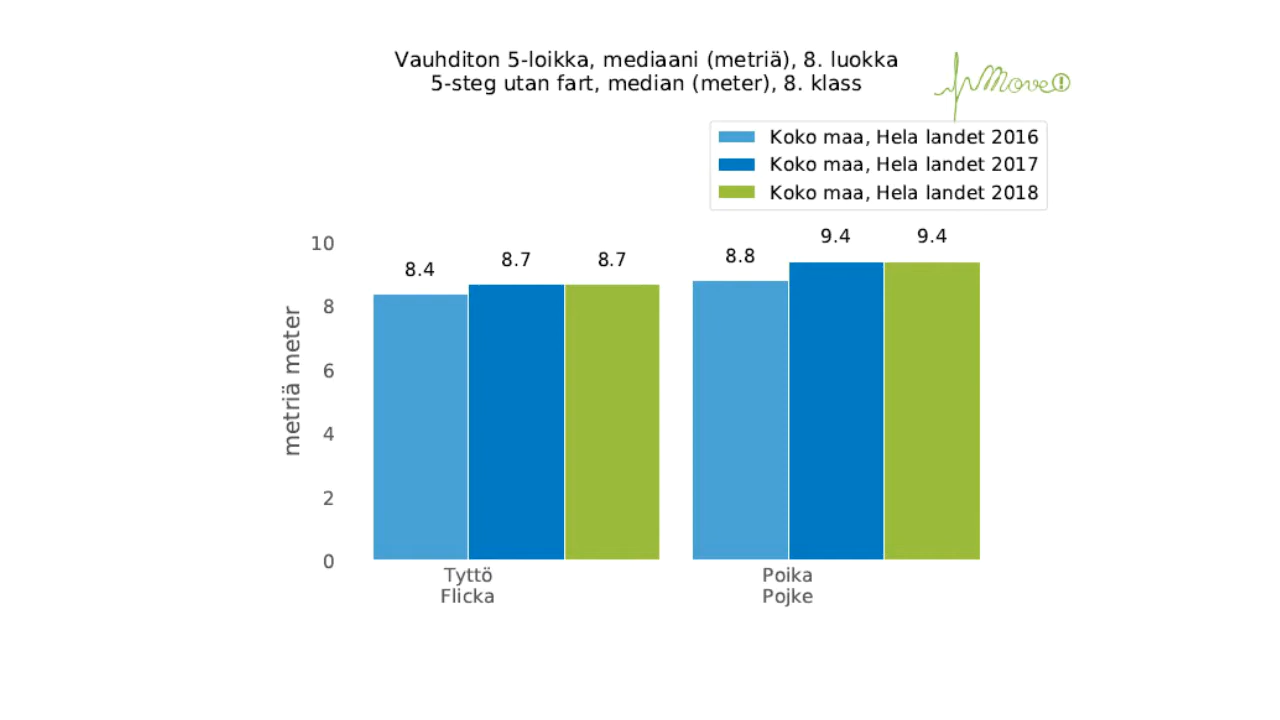 Vauhditon 5-loikka, mediaani (metriä), 8. luokka
5-steg utan fart, median (meter), 8. klass
Move!
Koko maa, Hela landet 2016
Koko maa, Hela landet 2017
Koko maa, Hela landet 2018
metriä meter
10
8
6
4
2
0
8.4
8.7
8.7
8.8
9.4
9.4
Tyttö
Flicka
Poika
Pojke